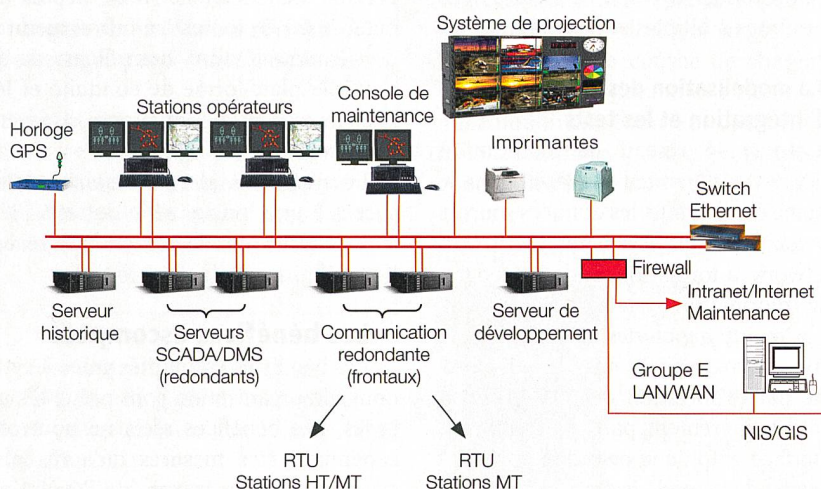 Système de projection
Stations opérateurs
Console de
maintenance
Horloge
GPS
Imprimantes
Switch
Ethernet
Firewall
Intranet/Internet
Maintenance
Serveur
historique
Serveurs
SCADA/DMS
(redondants)
Communication
redondante
(frontaux)
Serveur de
développement
Groupe E
LAN/WAN
NIS/GIS
RTU
Stations HT/MT
RTU
Stations MT